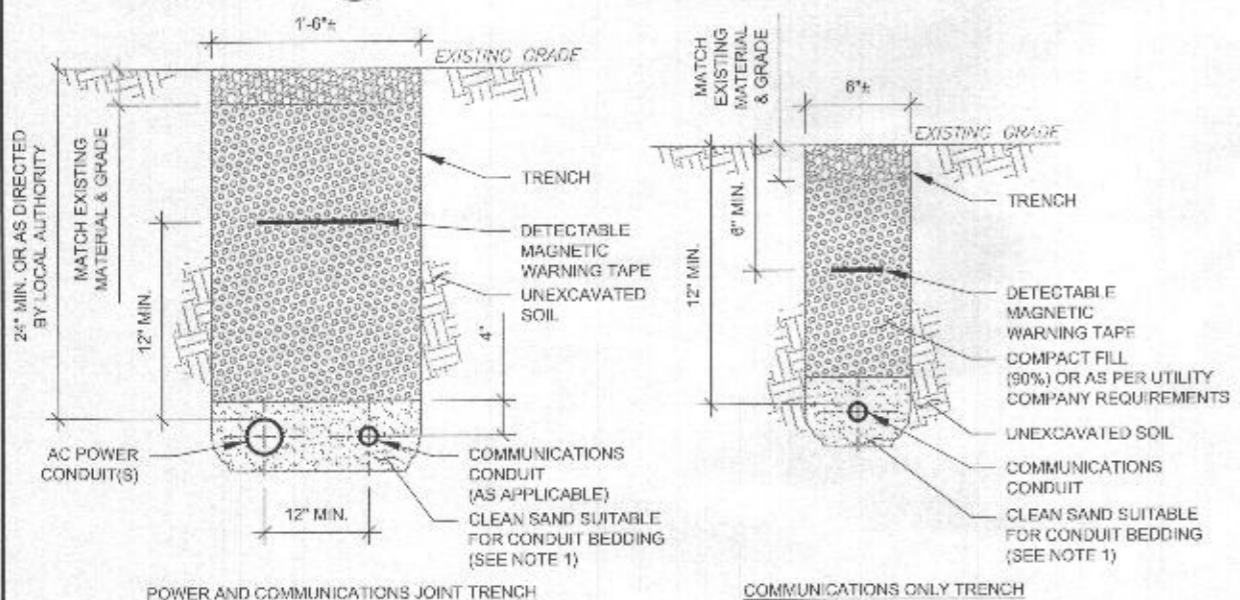 1'-6"±
EXISTING GRADE
24" MIN. OR AS DIRECTED
BY LOCAL AUTHORITY
MATCH EXISTING
MATERIAL & GRADE
12" MIN.
TRENCH
DETECTABLE
MAGNETIC
WARNING TAPE
UNEXCAVATED
SOIL
4"
AC POWER
CONDUIT(S)
COMMUNICATIONS
CONDUIT
(AS APPLICABLE)
12" MIN.
CLEAN SAND SUITABLE
FOR CONDUIT BEDDING
(SEE NOTE 1)
POWER AND COMMUNICATIONS JOINT TRENCH
MATCH
EXISTING
MATERIAL
& GRADE
6"±
EXISTING GRADE
12" MIN.
6" MIN.
TRENCH
DETECTABLE
MAGNETIC
WARNING TAPE
COMPACT FILL
(90%) OR AS PER UTILITY
COMPANY REQUIREMENTS
UNEXCAVATED SOIL
COMMUNICATIONS
CONDUIT
CLEAN SAND SUITABLE
FOR CONDUIT BEDDING
(SEE NOTE 1)
COMMUNICATIONS ONLY TRENCH